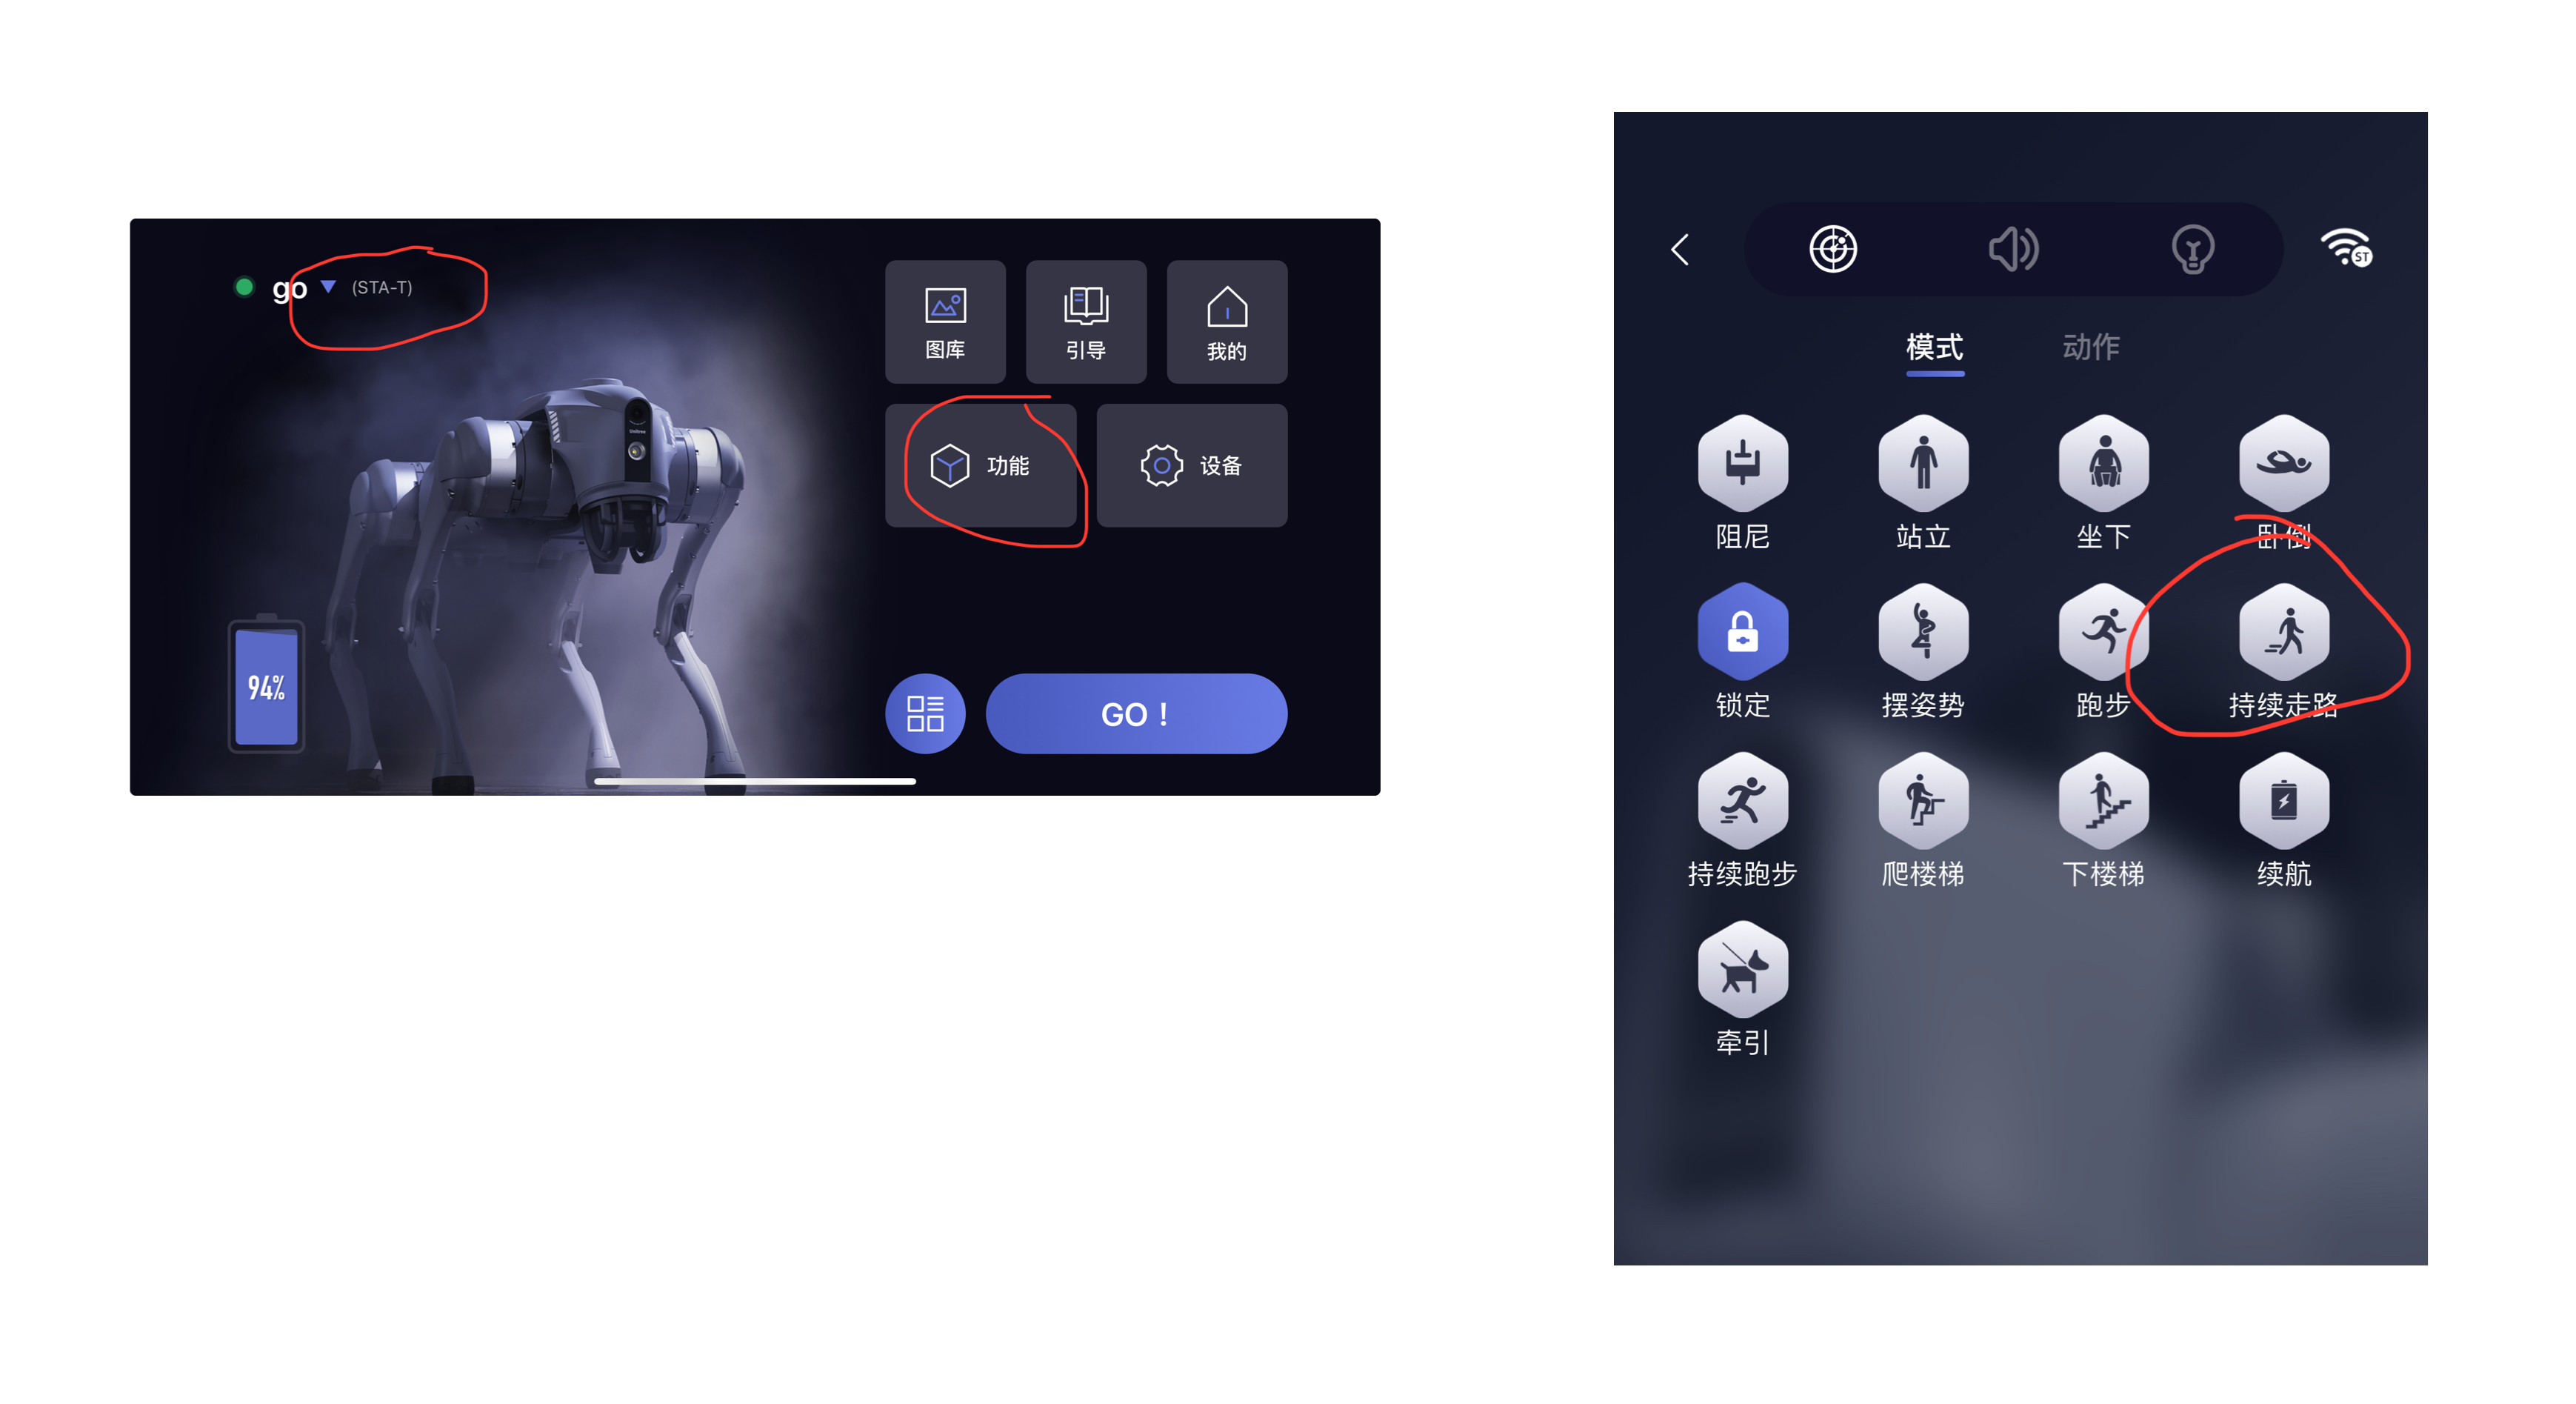 go (STA-T)
图库 引导 我的
功能 设备
94%
GO！
ST
模式 动作
阻尼 站立 坐下 卧倒
锁定 摆姿势 跑步 持续走路
持续跑步 爬楼梯 下楼梯 续航
牵引